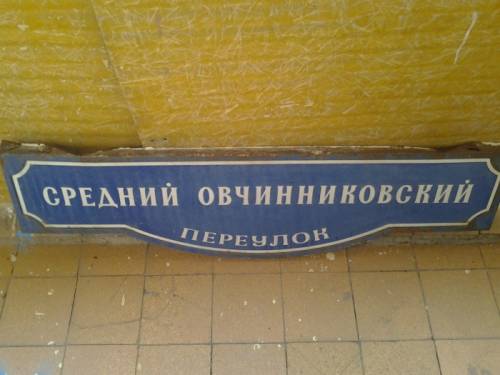 СРЕДНИЙ ОВЧИННИКОВСКИЙ
ПЕРЕУЛОК